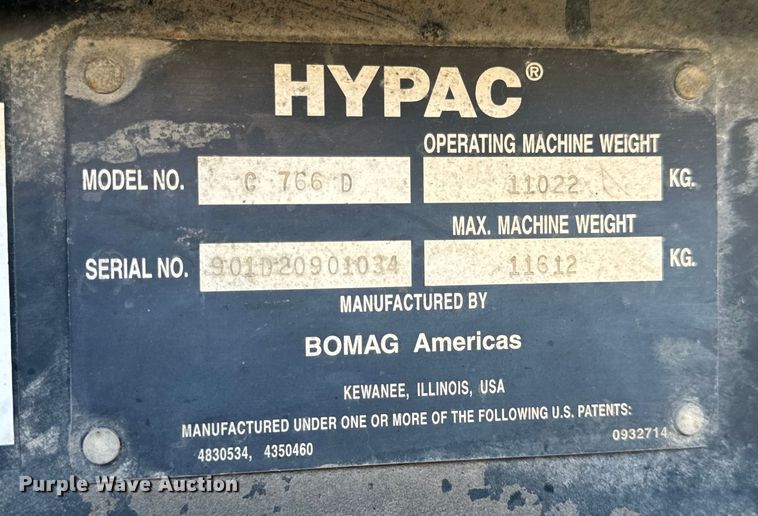 HYPAC®
OPERATING MACHINE WEIGHT
MODEL NO. C 766 D 11022 KG.
MAX. MACHINE WEIGHT
SERIAL NO. 901D20901034 11612 KG.
MANUFACTURED BY
BOMAG Americas
KEWANEE, ILLINOIS, USA
MANUFACTURED UNDER ONE OR MORE OF THE FOLLOWING U.S. PATENTS:
4830534, 4350460 0932714
Purple Wave Auction